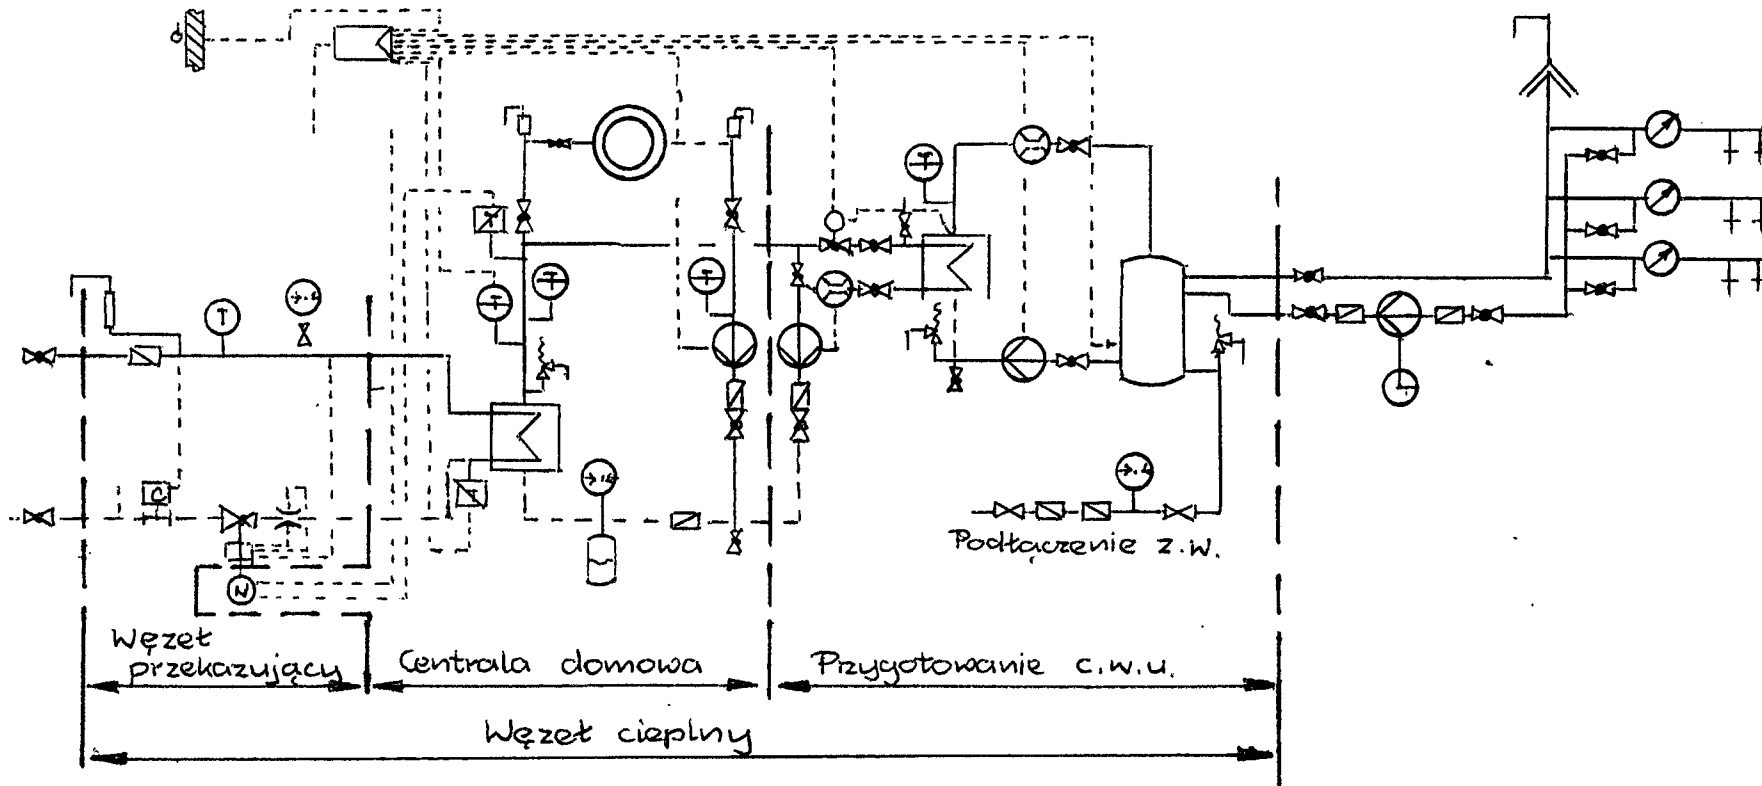 T
T
T
T
T
T
T
T
C
N
Podłączenie z.w.
Węzeł
przekazujący
Centrala domowa
Przygotowanie c.w.u.
Węzeł cieplny